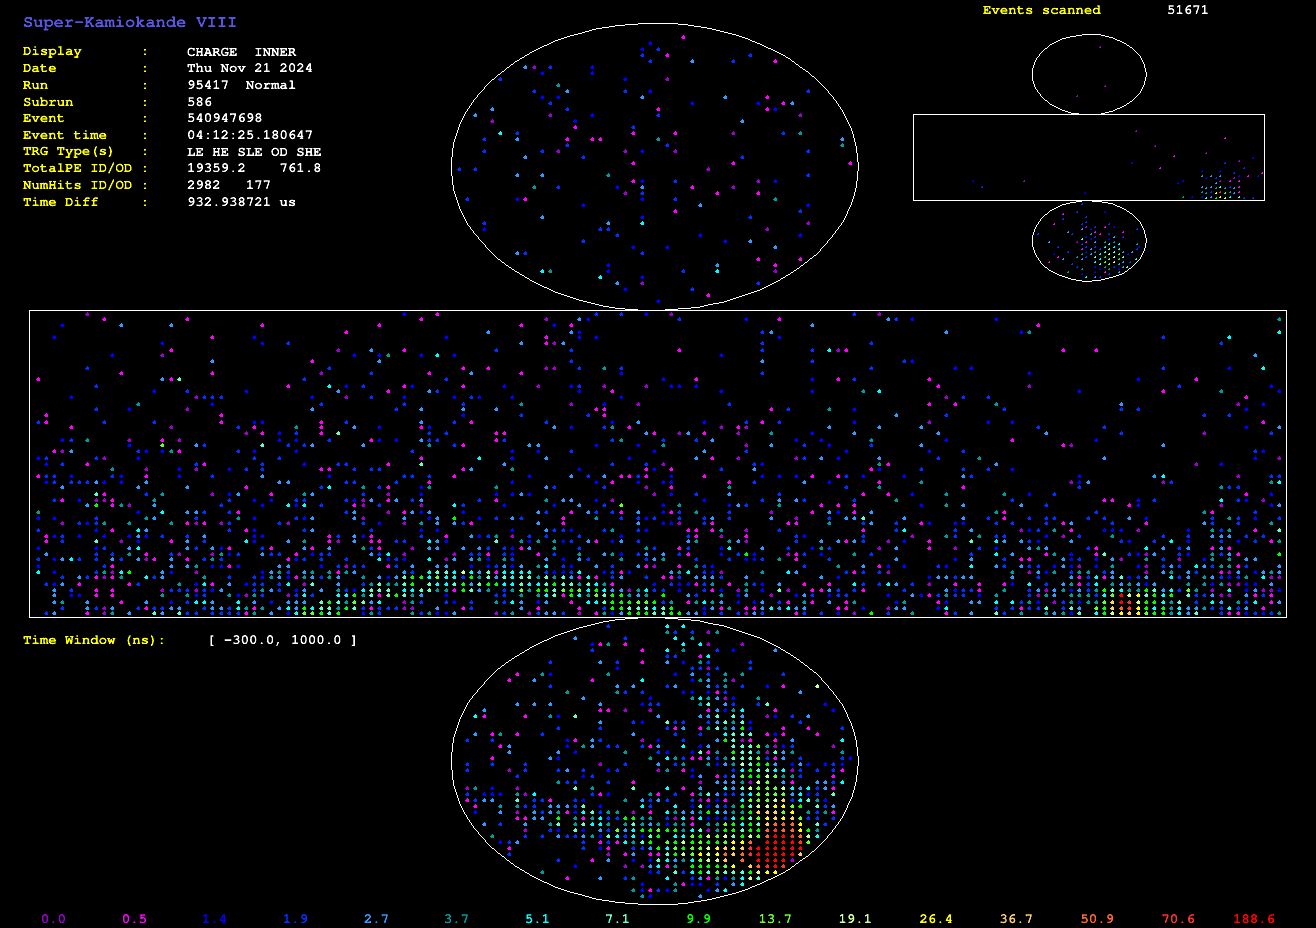 Super-Kamiokande VIII
Events scanned 51671
Display : CHARGE INNER
Date : Thu Nov 21 2024
Run : 95417 Normal
Subrun : 586
Event : 540947698
Event time : 04:12:25.180647
TRG Type(s) : LE HE SLE OD SHE
TotalPE ID/OD : 19359.2 761.8
NumHits ID/OD : 2982 177
Time Diff : 932.938721 us
Time Window (ns): [ -300.0, 1000.0 ]
0.0 0.5 1.4 1.9 2.7 3.7 5.1 7.1 9.9 13.7 19.1 26.4 36.7 50.9 70.6 188.6